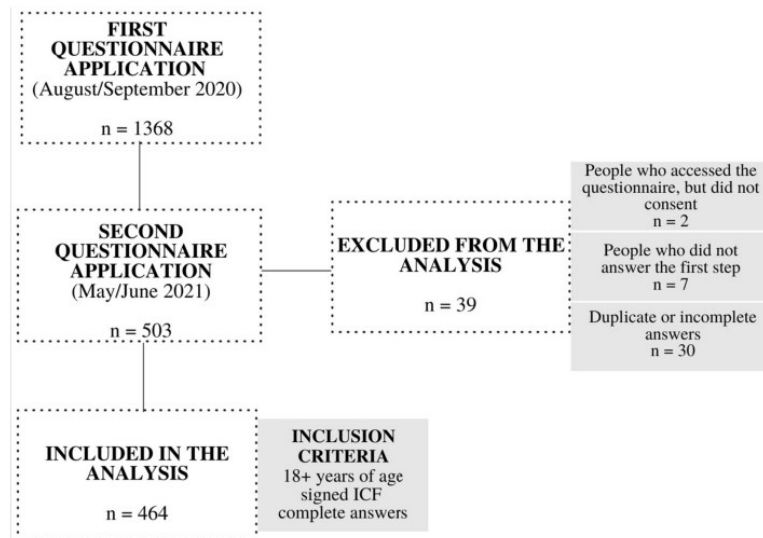 FIRST
QUESTIONNAIRE
APPLICATION
(August/September 2020)
n = 1368
SECOND
QUESTIONNAIRE
APPLICATION
(May/June 2021)
n = 503
EXCLUDED FROM THE
ANALYSIS
n = 39
People who accessed the
questionnaire, but did not
consent
n = 2
People who did not
answer the first step
n = 7
Duplicate or incomplete
answers
n = 30
INCLUDED IN THE
ANALYSIS
n = 464
INCLUSION
CRITERIA
18+ years of age
signed ICF
complete answers